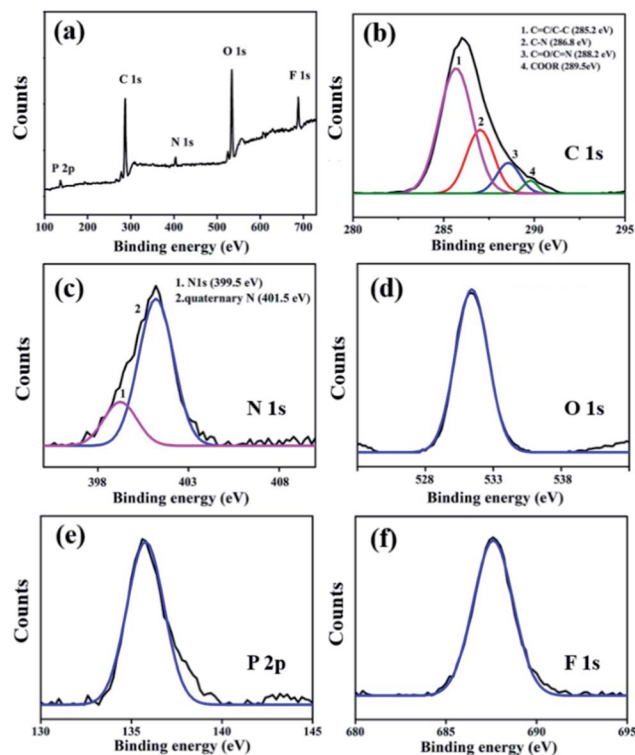 (a)
P 2p
C 1s
N 1s
O 1s
F 1s
Counts
100 200 300 400 500 600 700
Binding energy (eV)
(b)
1. C=C/C-C (285.2 eV)
2. C-N (286.8 eV)
3. C=O/C=N (288.2 eV)
4. COOR (289.5eV)
1
2
3
4
C 1s
Counts
280 285 290 295
Binding energy (eV)
(c)
1. N1s (399.5 eV)
2.quaternary N (401.5 eV)
2
1
N 1s
Counts
398 403 408
Binding energy (eV)
(d)
O 1s
Counts
528 533 538
Binding energy (eV)
(e)
P 2p
Counts
130 135 140 145
Binding energy (eV)
(f)
F 1s
Counts
680 685 690 695
Binding energy (eV)